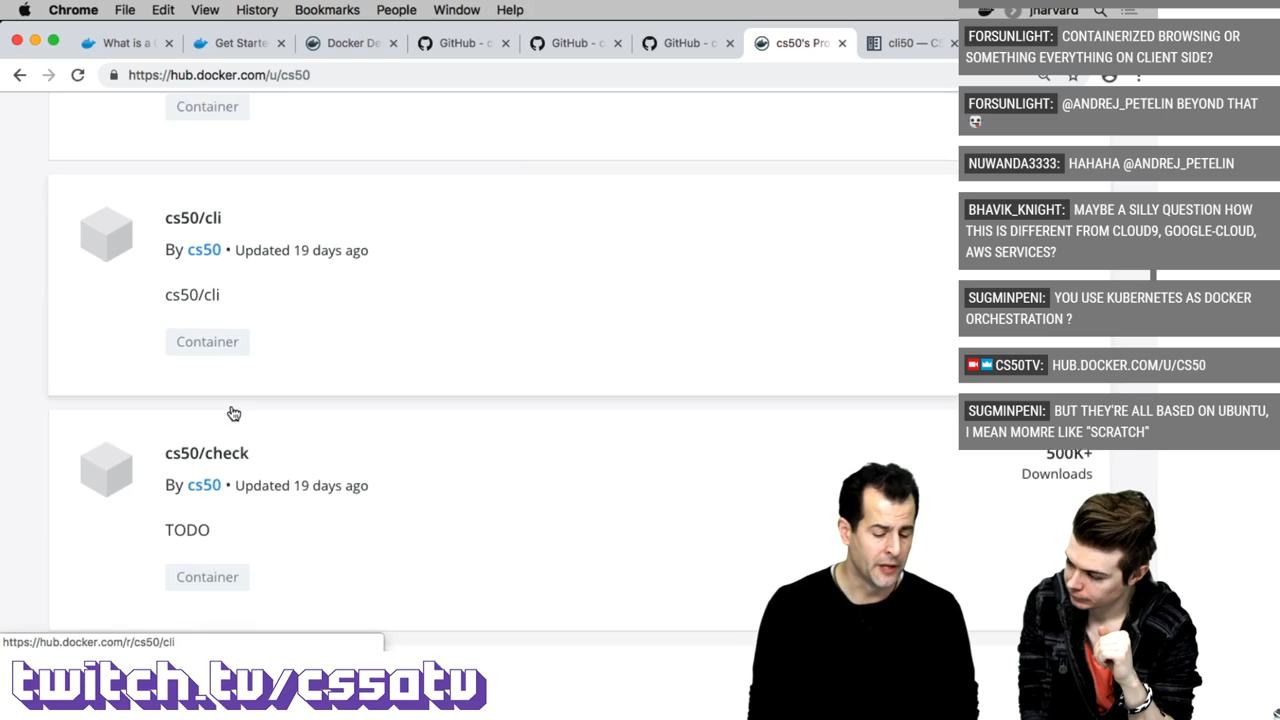 Chrome File Edit View History Bookmarks People Window Help
jharvard
What is a
Get Starte
Docker De
GitHub -
GitHub - c
GitHub - c
cs50's Pro
cli50 — CS
https://hub.docker.com/u/cs50
Container
cs50/cli
By cs50 • Updated 19 days ago
cs50/cli
Container
cs50/check
By cs50 • Updated 19 days ago
TODO
Container
500K+
Downloads
https://hub.docker.com/r/cs50/cli
twitch.tv/cs50tv
FORSUNLIGHT: CONTAINERIZED BROWSING OR
SOMETHING EVERYTHING ON CLIENT SIDE?
FORSUNLIGHT: @ANDREJ_PETELIN BEYOND THAT
NUWANDA3333: HAHAHA @ANDREJ_PETELIN
BHAVIK_KNIGHT: MAYBE A SILLY QUESTION HOW
THIS IS DIFFERENT FROM CLOUD9, GOOGLE-CLOUD,
AWS SERVICES?
SUGMINPENI: YOU USE KUBERNETES AS DOCKER
ORCHESTRATION ?
CS50TV: HUB.DOCKER.COM/U/CS50
SUGMINPENI: BUT THEY'RE ALL BASED ON UBUNTU,
I MEAN MOMRE LIKE "SCRATCH"